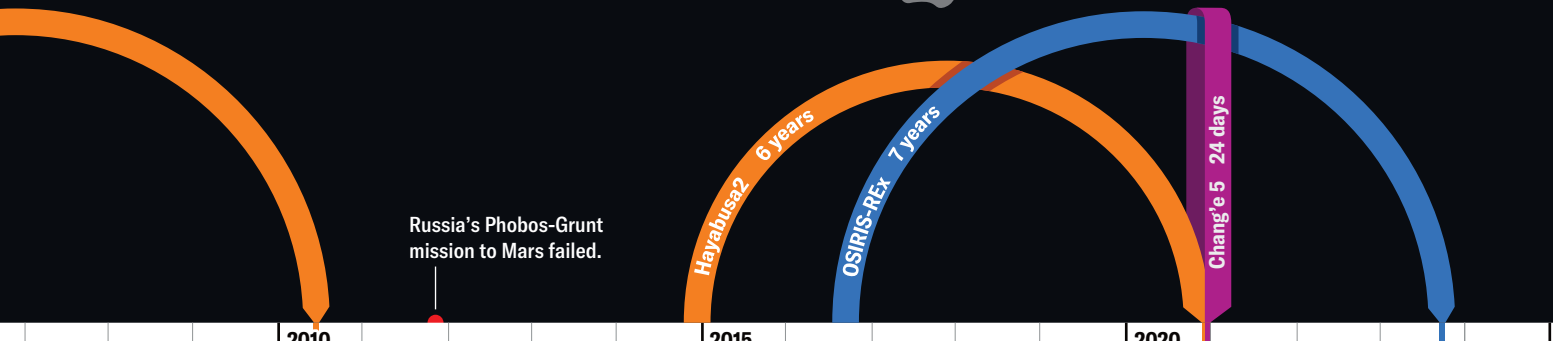 Hayabusa2 6 years
OSIRIS-REx 7 years
Chang’e 5 24 days
Russia’s Phobos-Grunt
mission to Mars failed.
2010
2015
2020